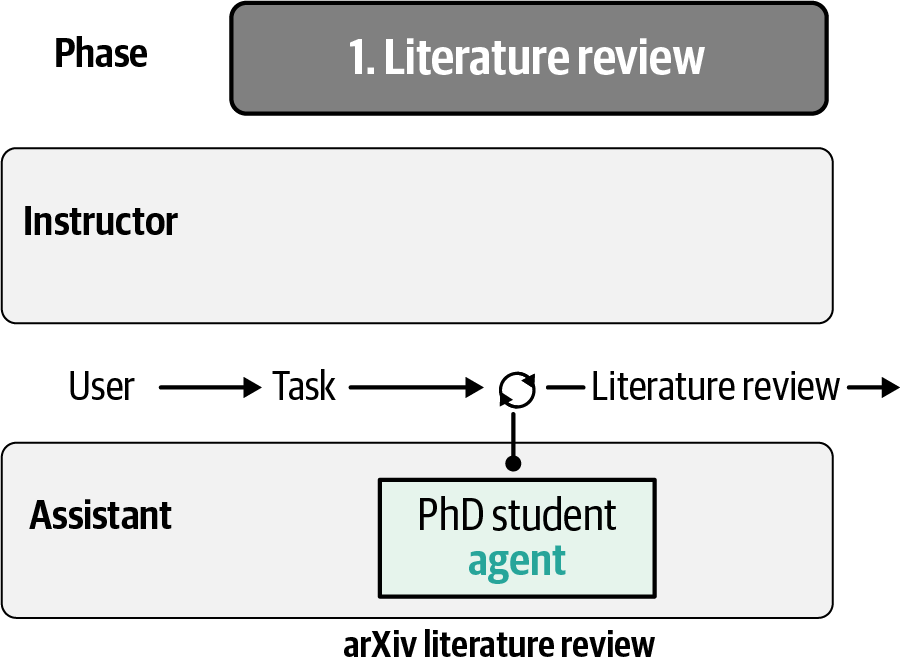 Phase
1. Literature review
Instructor
User
Task
Literature review
Assistant
PhD student
agent
arXiv literature review